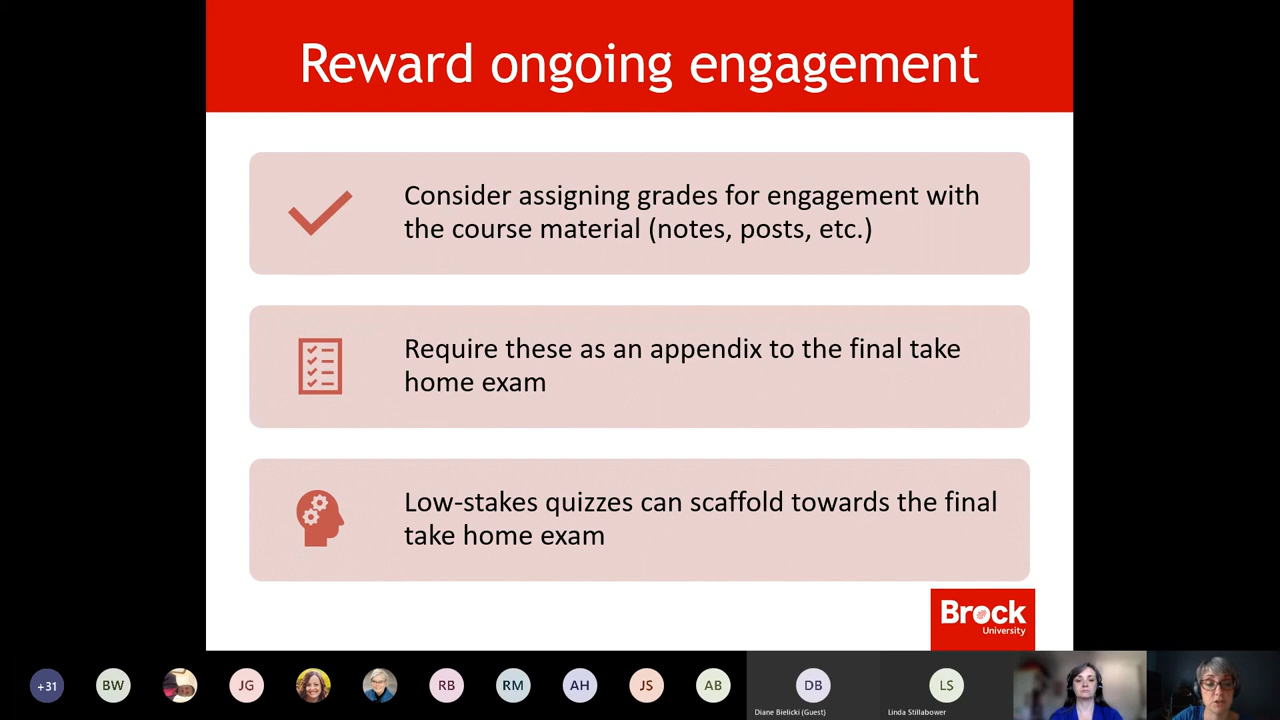 Reward ongoing engagement
Consider assigning grades for engagement with
the course material (notes, posts, etc.)
Require these as an appendix to the final take
home exam
Low-stakes quizzes can scaffold towards the final
take home exam
Brock
University
+31
BW
JG
RB
RM
AH
JS
AB
DB
LS
Diane Bielicki (Guest)
Linda Stillabower